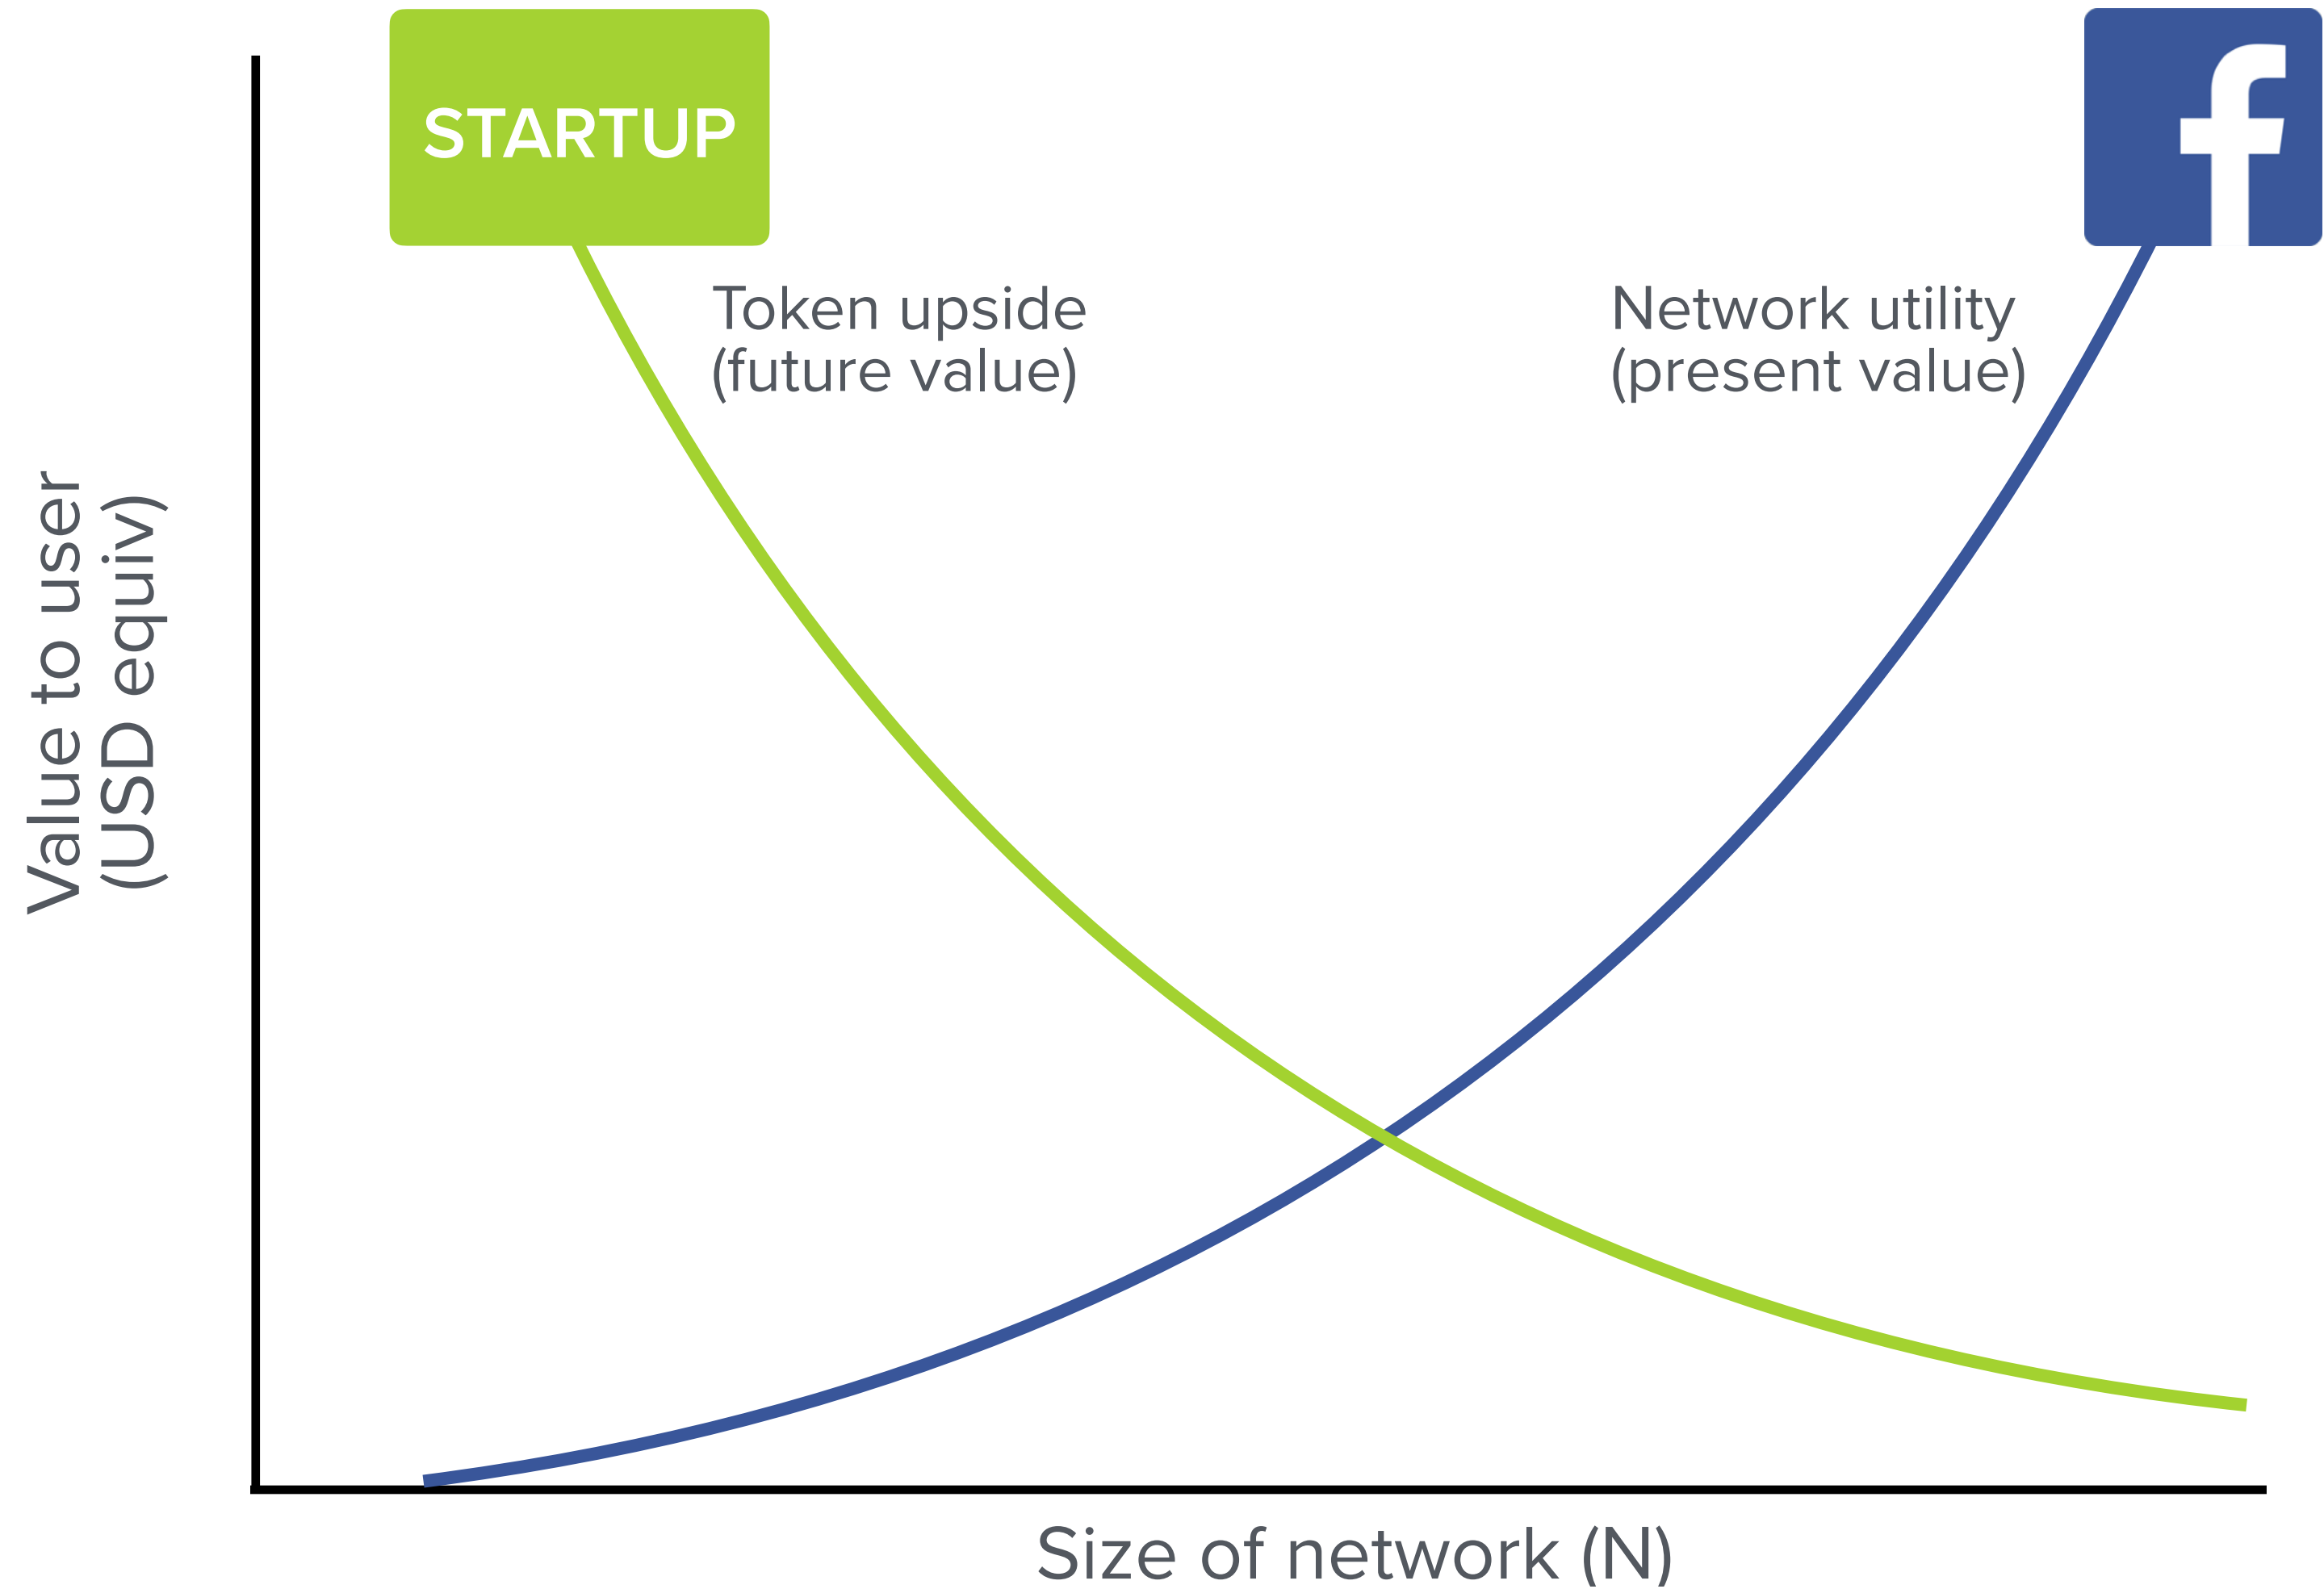 STARTUP
Token upside
(future value)
Network utility
(present value)
Value to user
(USD equiv)
Size of network (N)